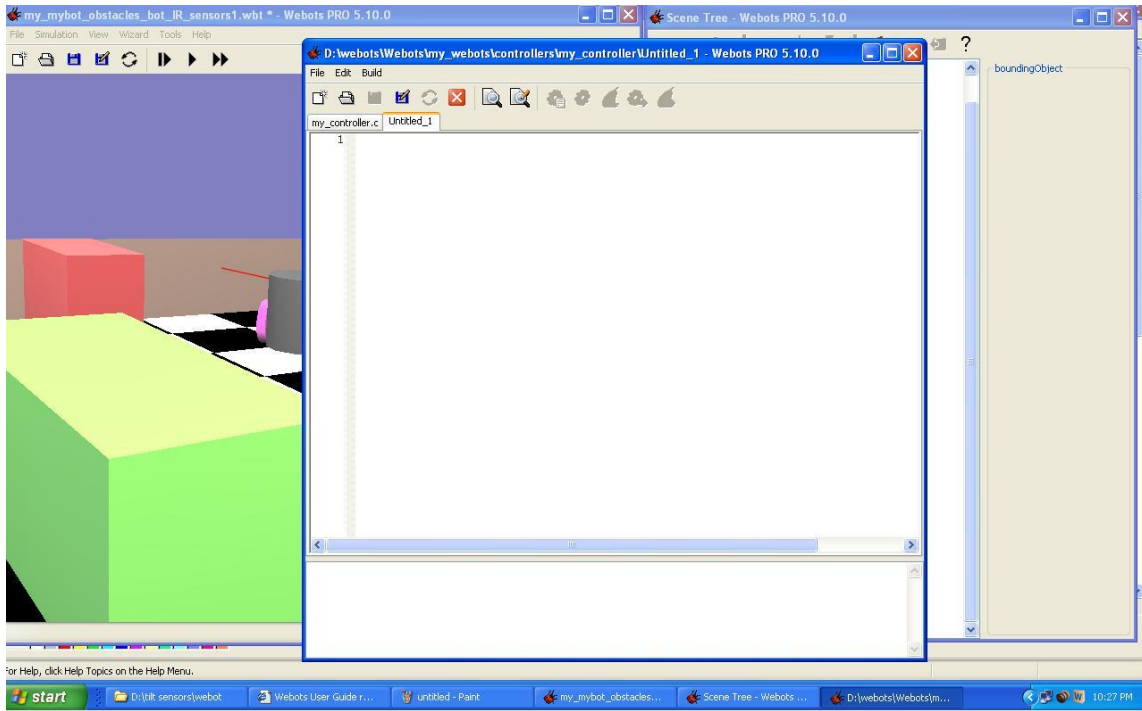 my_mybot_obstacles_bot_IR_sensors1.wbt * - Webots PRO 5.10.0
File Simulation View Wizard Tools Help
Scene Tree - Webots PRO 5.10.0
?
boundingObject
D:\webots\Webots\my_webots\controllers\my_controller\Untitled_1 - Webots PRO 5.10.0
File Edit Build
my_controller.c Untitled_1
1
For Help, click Help Topics on the Help Menu.
start
D:\tilt sensors\webot
Webots User Guide r...
untitled - Paint
my_mybot_obstacles...
Scene Tree - Webots ...
D:\webots\Webots\m...
10:27 PM